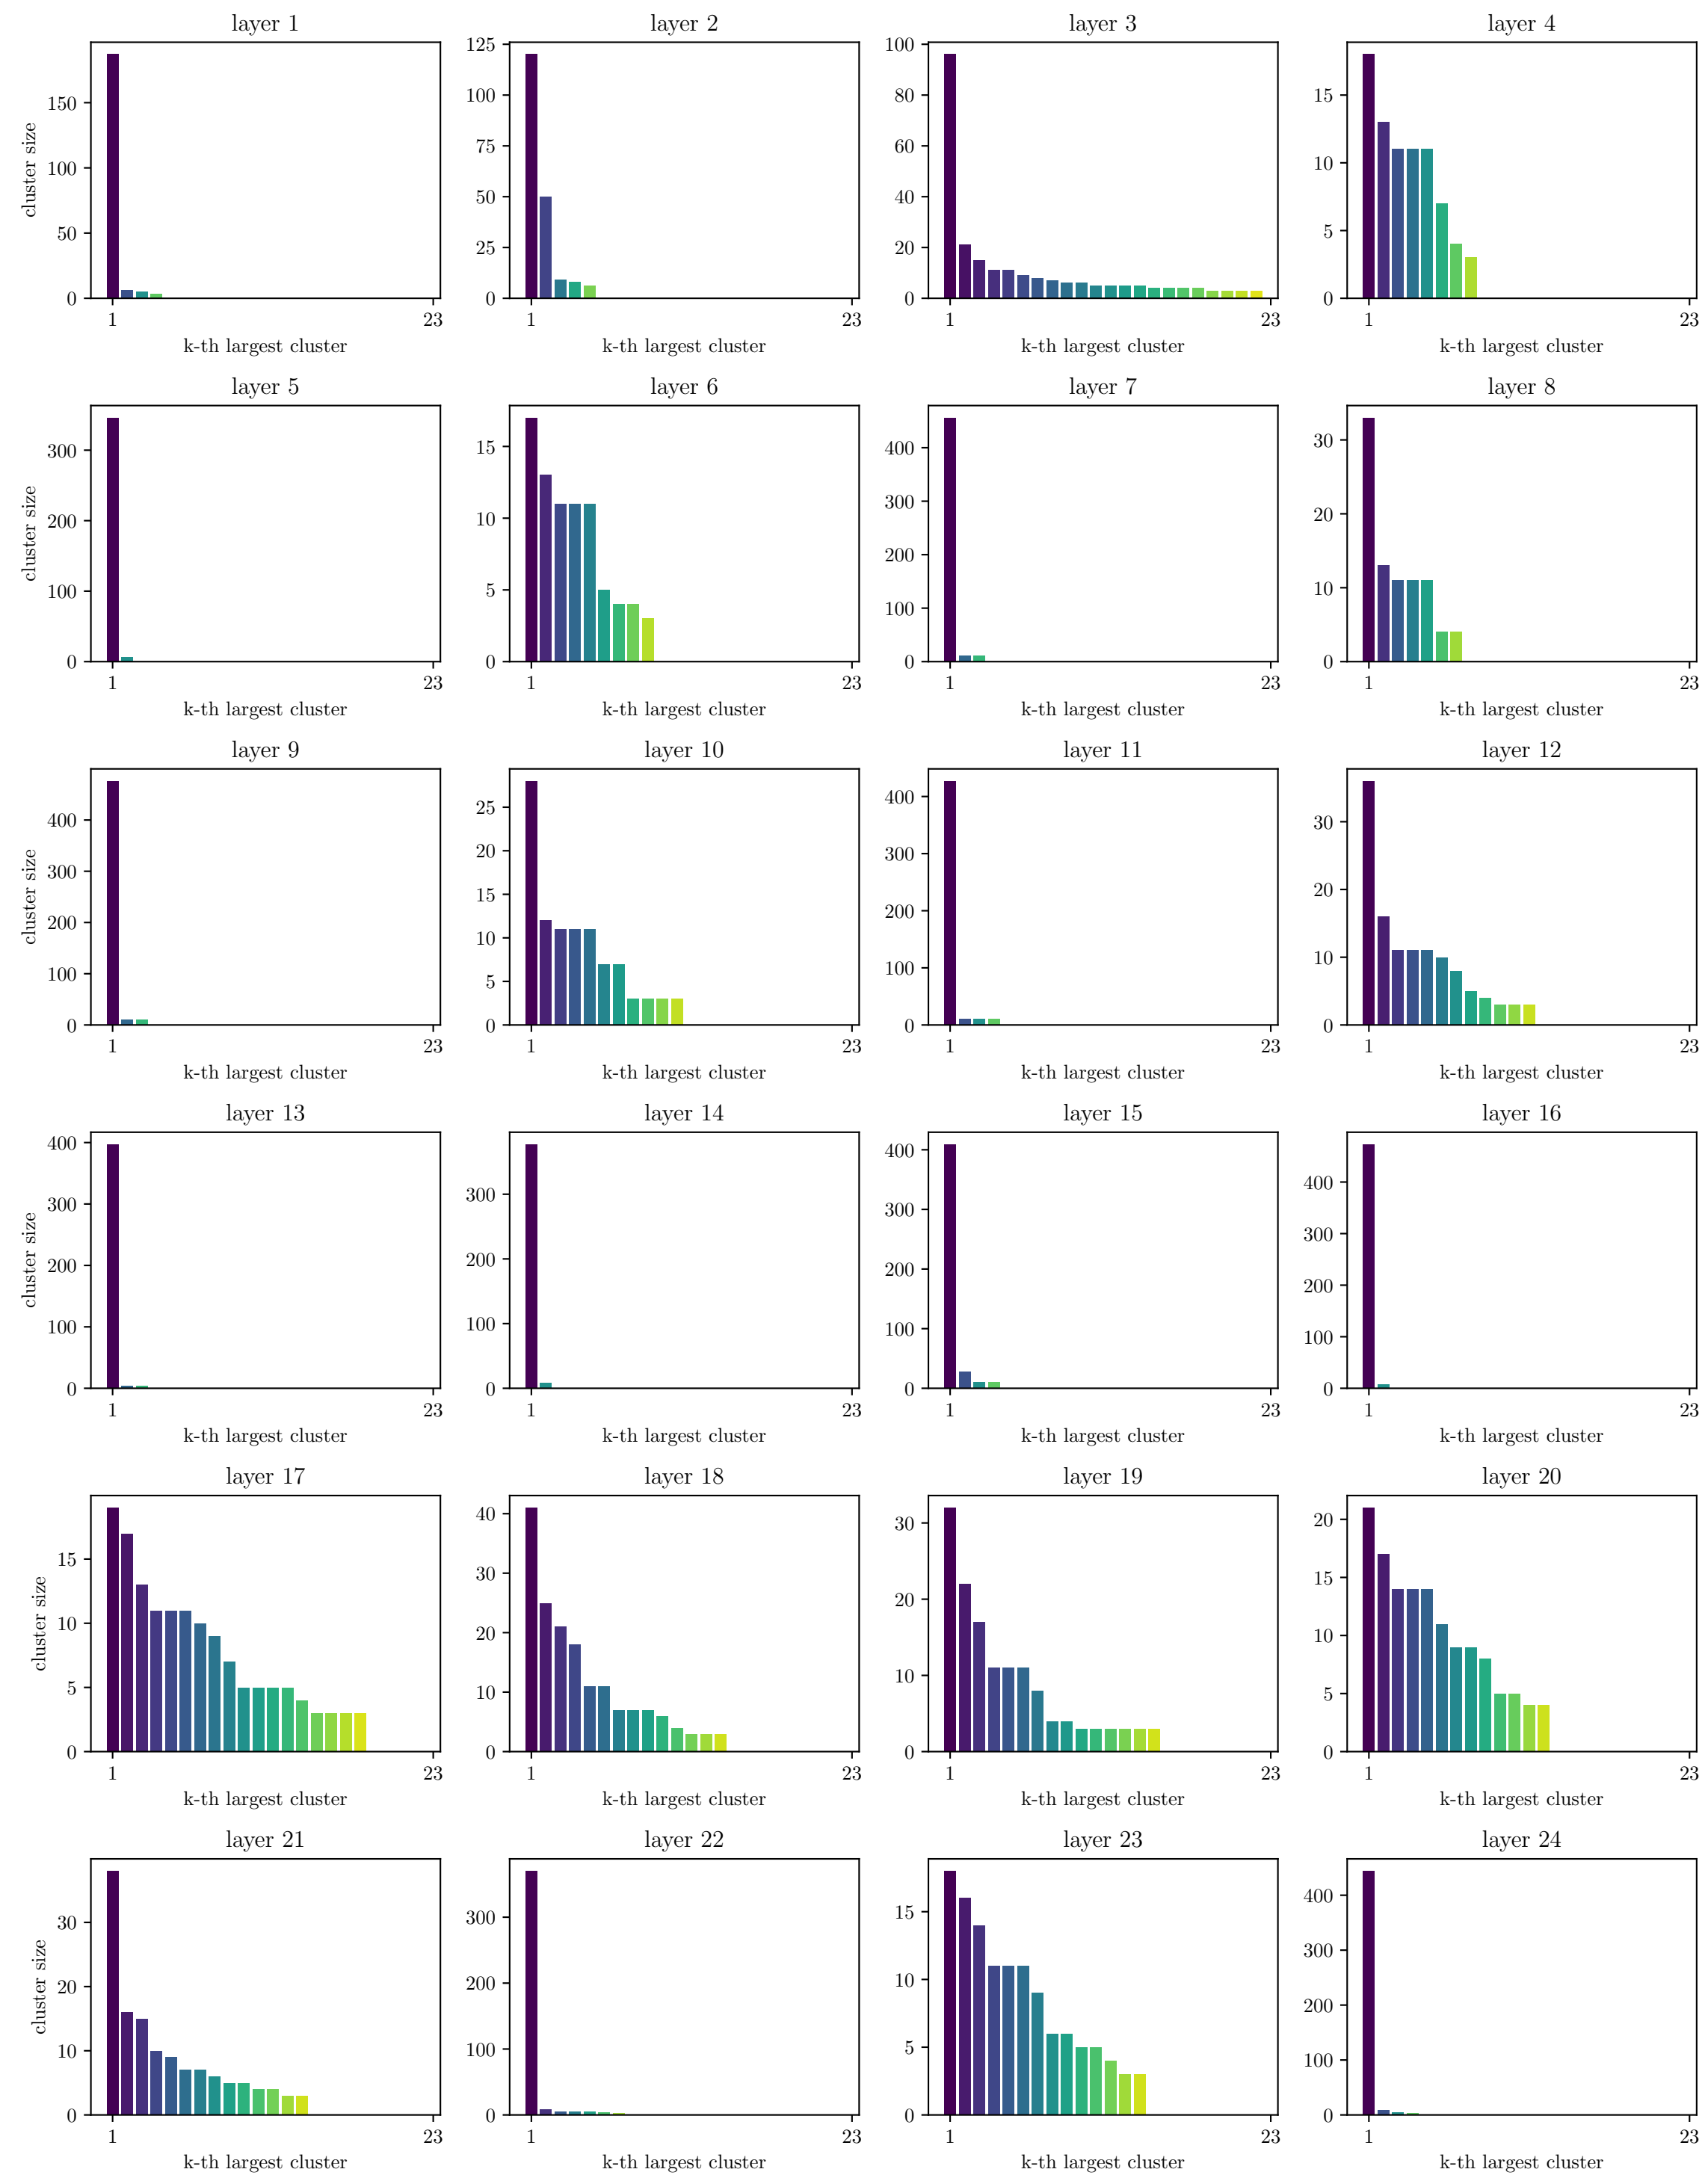 layer 1
150
100
50
0
cluster size
1
23
k-th largest cluster
layer 2
125
100
75
50
25
0
1
23
k-th largest cluster
layer 3
100
80
60
40
20
0
1
23
k-th largest cluster
layer 4
15
10
5
0
1
23
k-th largest cluster
layer 5
300
200
100
0
cluster size
1
23
k-th largest cluster
layer 6
15
10
5
0
1
23
k-th largest cluster
layer 7
400
300
200
100
0
1
23
k-th largest cluster
layer 8
30
20
10
0
1
23
k-th largest cluster
layer 9
400
300
200
100
0
cluster size
1
23
k-th largest cluster
layer 10
25
20
15
10
5
0
1
23
k-th largest cluster
layer 11
400
300
200
100
0
1
23
k-th largest cluster
layer 12
30
20
10
0
1
23
k-th largest cluster
layer 13
400
300
200
100
0
cluster size
1
23
k-th largest cluster
layer 14
300
200
100
0
1
23
k-th largest cluster
layer 15
400
300
200
100
0
1
23
k-th largest cluster
layer 16
400
300
200
100
0
1
23
k-th largest cluster
layer 17
15
10
5
0
cluster size
1
23
k-th largest cluster
layer 18
40
30
20
10
0
1
23
k-th largest cluster
layer 19
30
20
10
0
1
23
k-th largest cluster
layer 20
20
15
10
5
0
1
23
k-th largest cluster
layer 21
30
20
10
0
cluster size
1
23
k-th largest cluster
layer 22
300
200
100
0
1
23
k-th largest cluster
layer 23
15
10
5
0
1
23
k-th largest cluster
layer 24
400
300
200
100
0
1
23
k-th largest cluster